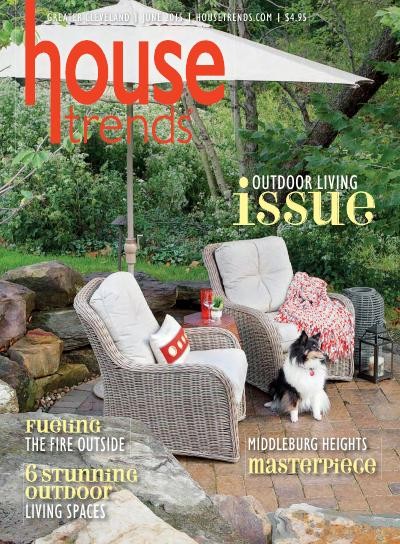 GREATER CLEVELAND | JUNE 2015 | HOUSETRENDS.COM | $4.95
house
trends
OUTDOOR LIVING
issue
FUELING
THE FIRE OUTSIDE
6 STUNNING
OUTDOOR
LIVING SPACES
MIDDLEBURG HEIGHTS
masterpiece